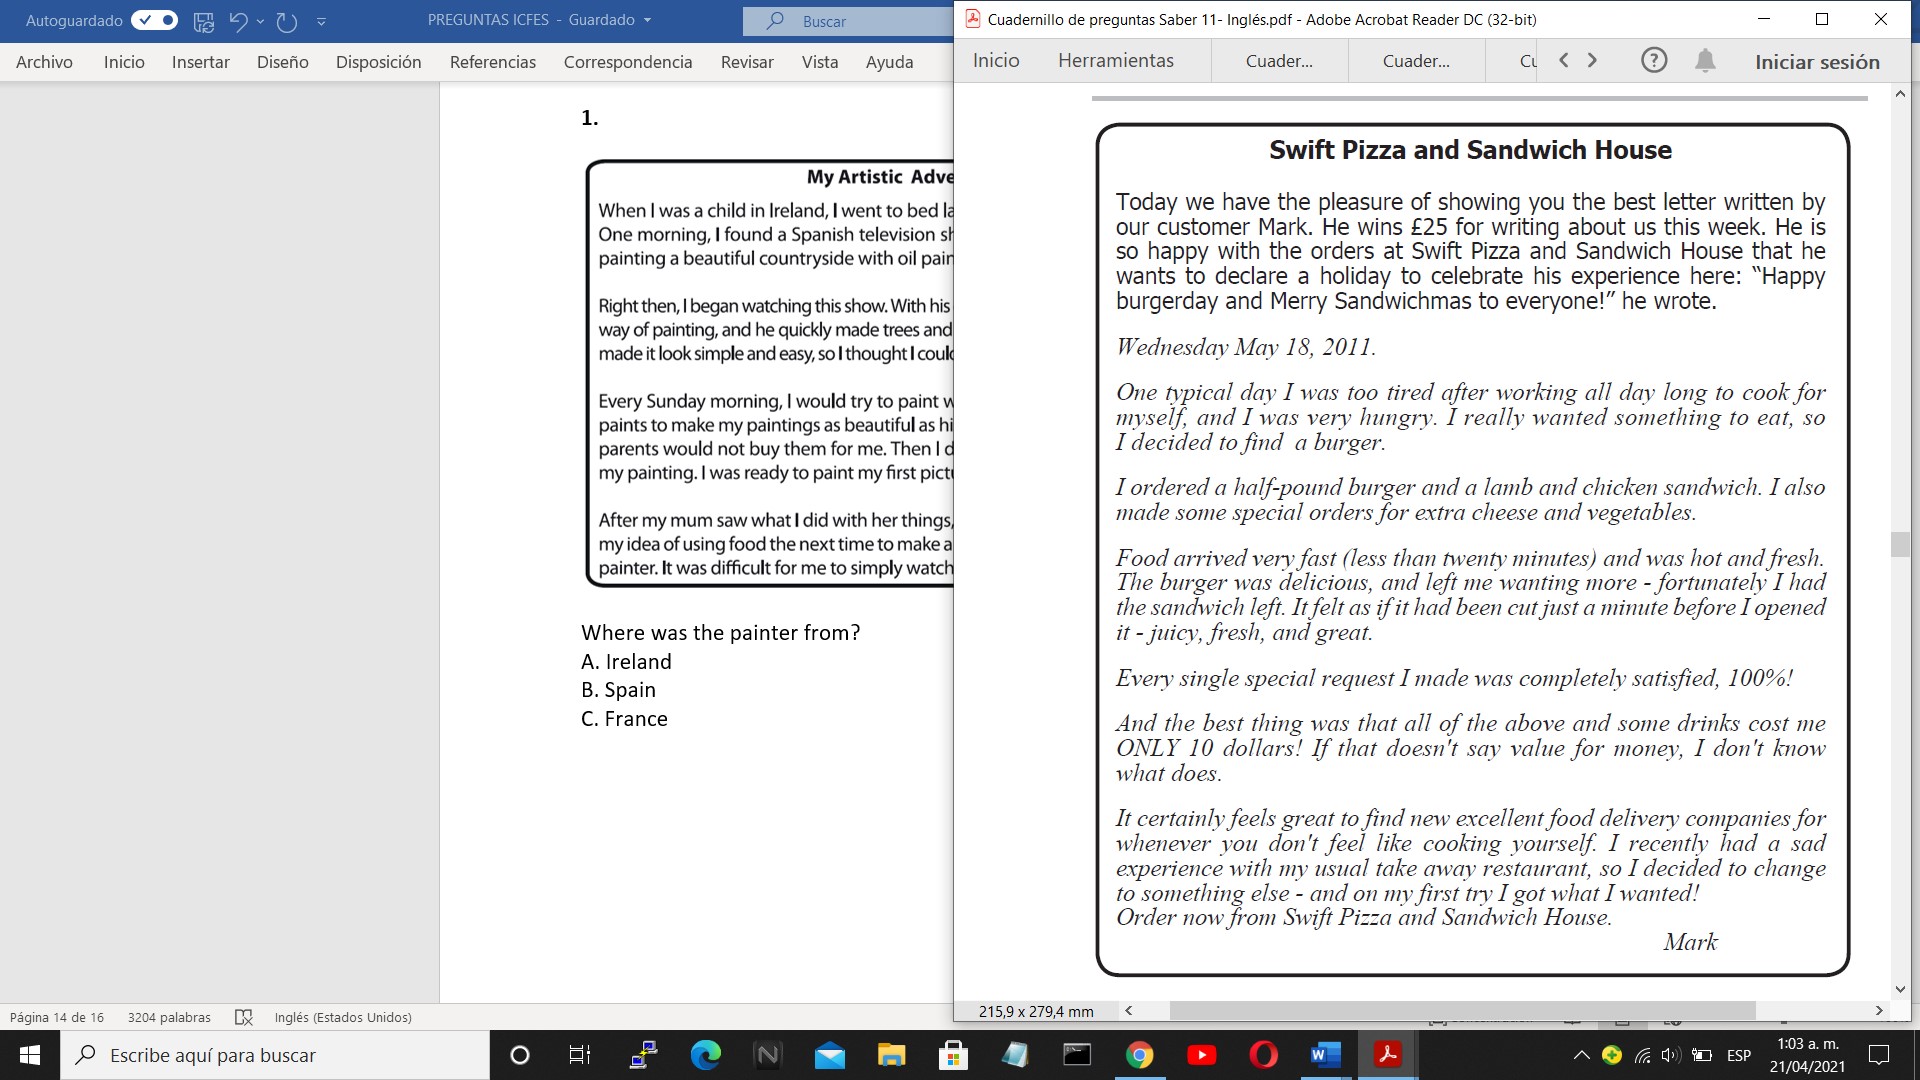 Autoguardado
PREGUNTAS ICFES - Guardado
Buscar
Archivo Inicio Insertar Diseño Disposición Referencias Correspondencia Revisar Vista Ayuda
1.
My Artistic Adve
When I was a child in Ireland, I went to bed la
One morning, I found a Spanish television sh
painting a beautiful countryside with oil pain
Right then, I began watching this show. With his
way of painting, and he quickly made trees and
made it look simple and easy, so I thought I coul
Every Sunday morning, I would try to paint w
paints to make my paintings as beautiful as hi
parents would not buy them for me. Then I d
my painting. I was ready to paint my first pict
After my mum saw what I did with her things,
my idea of using food the next time to make a
painter. It was difficult for me to simply watch
Where was the painter from?
A. Ireland
B. Spain
C. France
Página 14 de 16 3204 palabras Inglés (Estados Unidos)
Cuadernillo de preguntas Saber 11- Inglés.pdf - Adobe Acrobat Reader DC (32-bit)
Inicio Herramientas Cuader... Cuader... Cu Iniciar sesión
Swift Pizza and Sandwich House
Today we have the pleasure of showing you the best letter written by
our customer Mark. He wins £25 for writing about us this week. He is
so happy with the orders at Swift Pizza and Sandwich House that he
wants to declare a holiday to celebrate his experience here: “Happy
burgerday and Merry Sandwichmas to everyone!” he wrote.
Wednesday May 18, 2011.
One typical day I was too tired after working all day long to cook for
myself, and I was very hungry. I really wanted something to eat, so
I decided to find a burger.
I ordered a half-pound burger and a lamb and chicken sandwich. I also
made some special orders for extra cheese and vegetables.
Food arrived very fast (less than twenty minutes) and was hot and fresh.
The burger was delicious, and left me wanting more - fortunately I had
the sandwich left. It felt as if it had been cut just a minute before I opened
it - juicy, fresh, and great.
Every single special request I made was completely satisfied, 100%!
And the best thing was that all of the above and some drinks cost me
ONLY 10 dollars! If that doesn't say value for money, I don't know
what does.
It certainly feels great to find new excellent food delivery companies for
whenever you don't feel like cooking yourself. I recently had a sad
experience with my usual take away restaurant, so I decided to change
to something else - and on my first try I got what I wanted!
Order now from Swift Pizza and Sandwich House.
Mark
215,9 x 279,4 mm
Escribe aquí para buscar
ESP
1:03 a. m.
21/04/2021